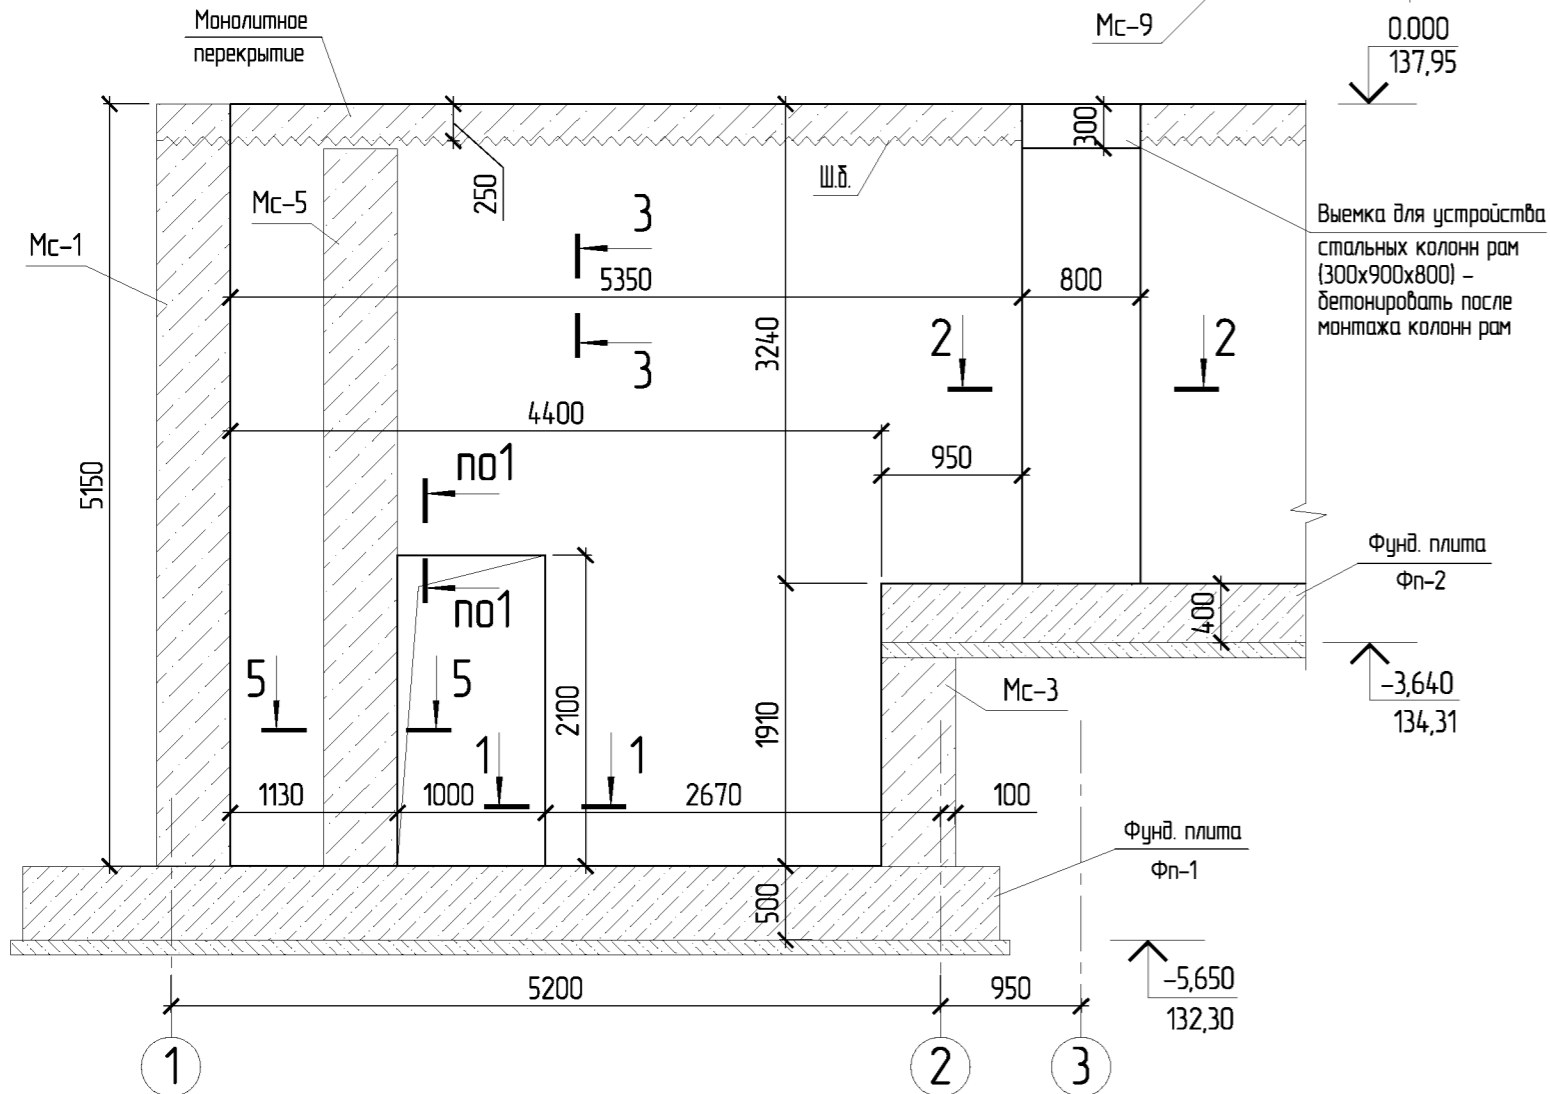 Монолитное
перекрытие
Мс-9
0.000
137,95
300
Ш.б.
250
Мс-5
Мс-1
3
Выемка для устройства
стальных колонн рам
(300х900х800) -
бетонировать после
монтажа колонн рам
5350
800
3240
2
2
3
4400
950
по1
5150
Фунд. плита
Фп-2
по1
400
5
5
2100
1910
Мс-3
-3,640
134,31
1
1
1130
1000
2670
100
Фунд. плита
Фп-1
500
5200
950
-5,650
132,30
1
2
3